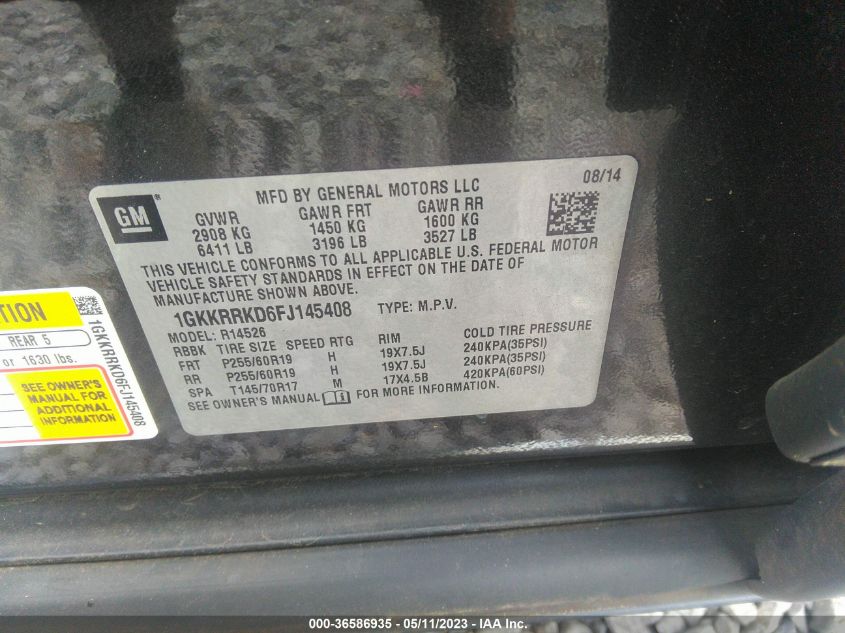 GM ®
MFD BY GENERAL MOTORS LLC
08/14
GVWR GAWR FRT GAWR RR
2908 KG 1450 KG 1600 KG
6411 LB 3196 LB 3527 LB
THIS VEHICLE CONFORMS TO ALL APPLICABLE U.S. FEDERAL MOTOR
VEHICLE SAFETY STANDARDS IN EFFECT ON THE DATE OF
MANUFACTURE SHOWN ABOVE.
1GKKRRKD6FJ145408 TYPE: M.P.V.
MODEL: R14526
RBBK TIRE SIZE SPEED RTG RIM COLD TIRE PRESSURE
FRT P255/60R19 H 19X7.5J 240KPA(35PSI)
RR P255/60R19 H 19X7.5J 240KPA(35PSI)
SPA T145/70R17 M 17X4.5B 420KPA(60PSI)
SEE OWNER'S MANUAL FOR MORE INFORMATION.
TION
REAR 5
or 1630 lbs.
SEE OWNER'S
MANUAL FOR
ADDITIONAL
INFORMATION
1GKKRRKD6FJ145408
000-36586935 - 05/11/2023 - IAA Inc.